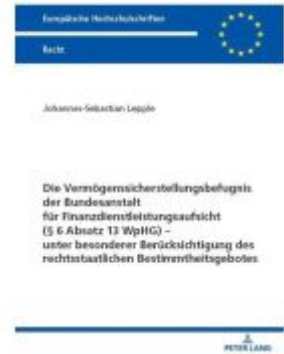 Europäische Hochschulschriften
Recht
Johannes-Sebastian Lepple
Die Vermögenssicherstellungsbefugnis
der Bundesanstalt
für Finanzdienstleistungsaufsicht
(§ 6 Absatz 13 WpHG) –
unter besonderer Berücksichtigung des
rechtsstaatlichen Bestimmtheitsgebotes
PETER LANG